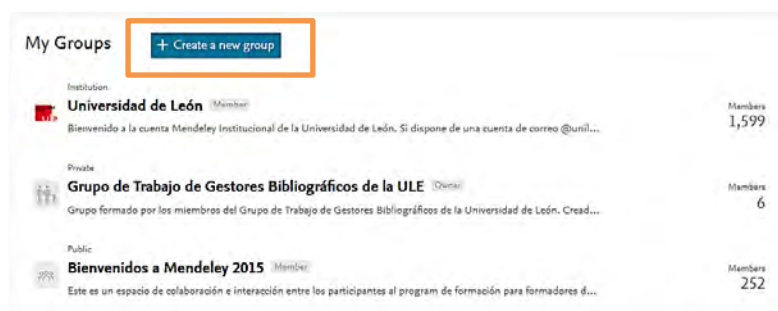 My Groups
+ Create a new group
Institution
Universidad de León Member
Bienvenido a la cuenta Mendeley Institucional de la Universidad de León. Si dispone de una cuenta de correo @unil...
Members
1,599
Private
Grupo de Trabajo de Gestores Bibliográficos de la ULE Owner
Grupo formado por los miembros del Grupo de Trabajo de Gestores Bibliográficos de la Universidad de León. Cread...
Members
6
Public
Bienvenidos a Mendeley 2015 Member
Este es un espacio de colaboración e interacción entre los participantes al program de formación para formadores d...
Members
252